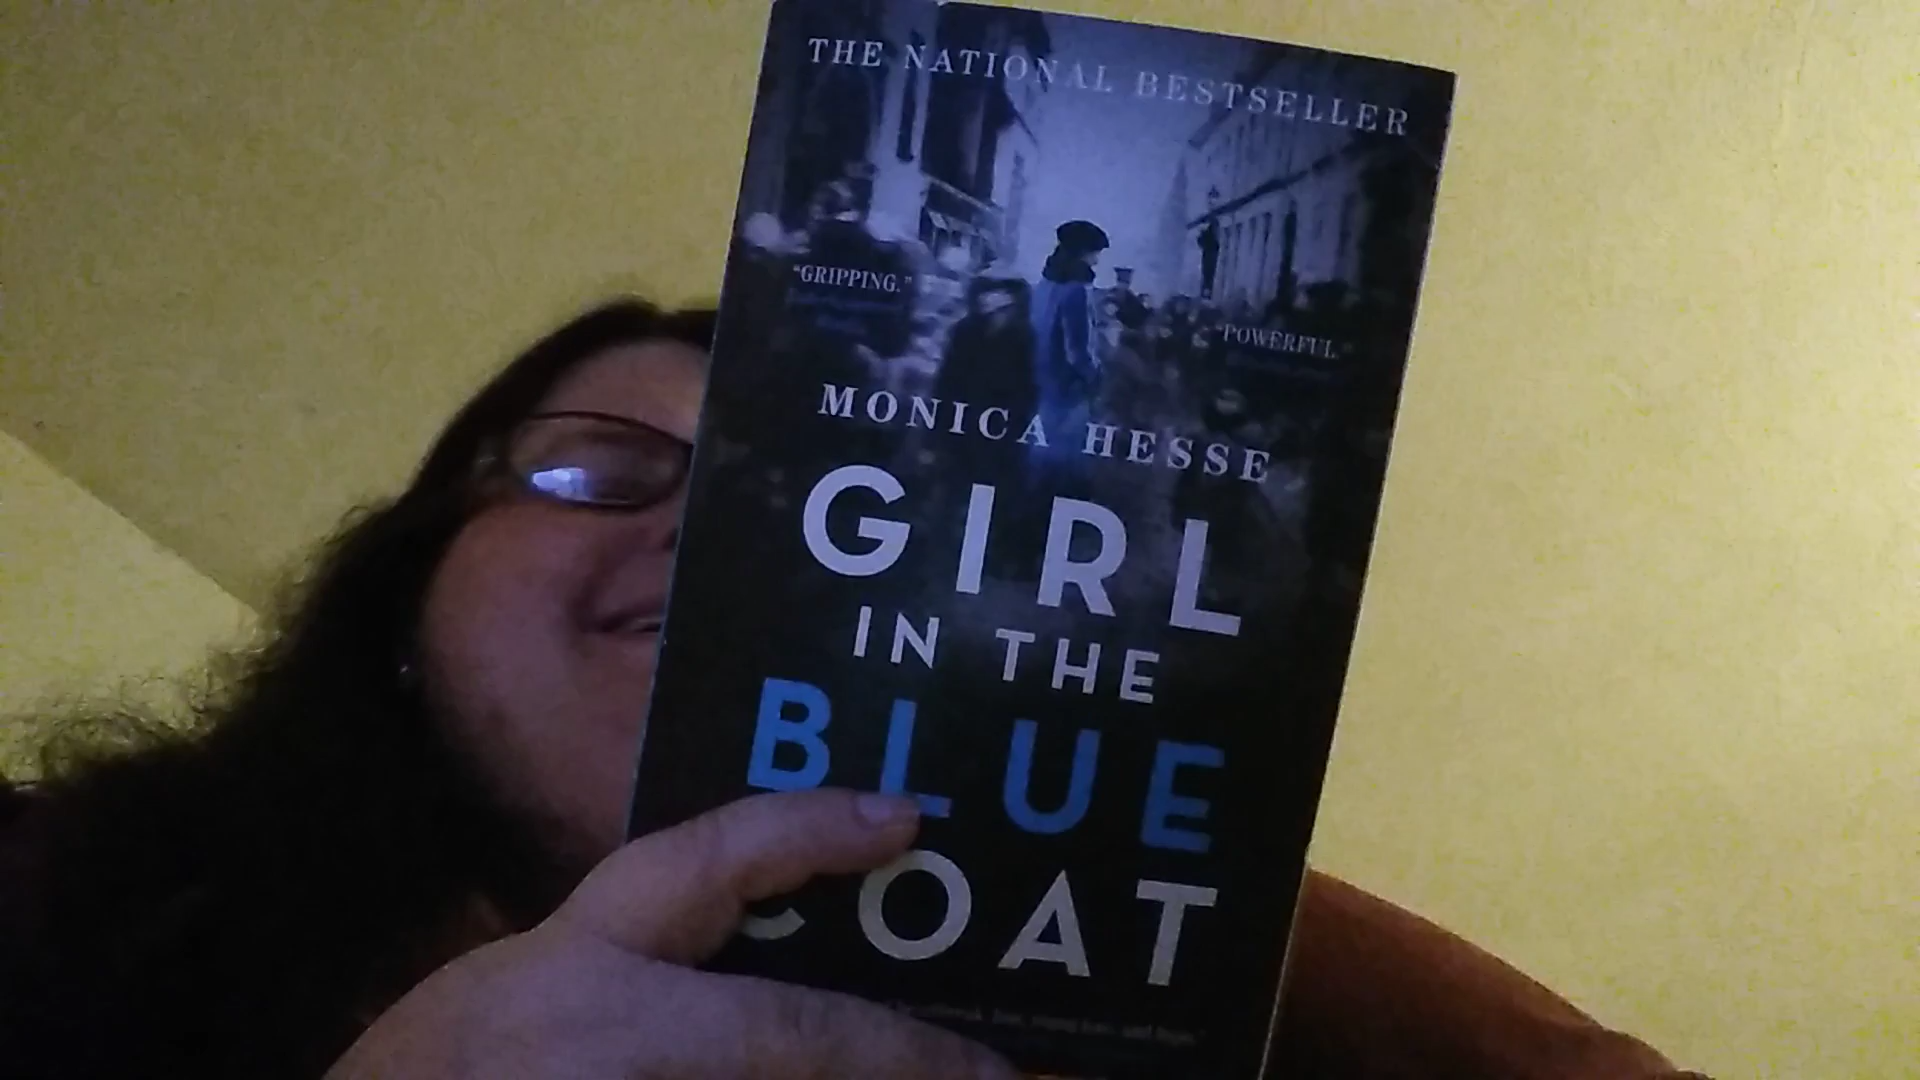 THE NATIONAL BESTSELLER
"GRIPPING."
"POWERFUL."
MONICA HESSE
GIRL
IN THE
BLUE
COAT